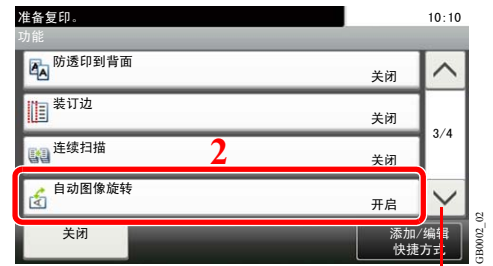 准备复印。
10:10
功能
防透印到背面
关闭
装订边
关闭
3/4
连续扫描
关闭
2
自动图像旋转
开启
关闭
添加/编辑
快捷方式
GB0002_02